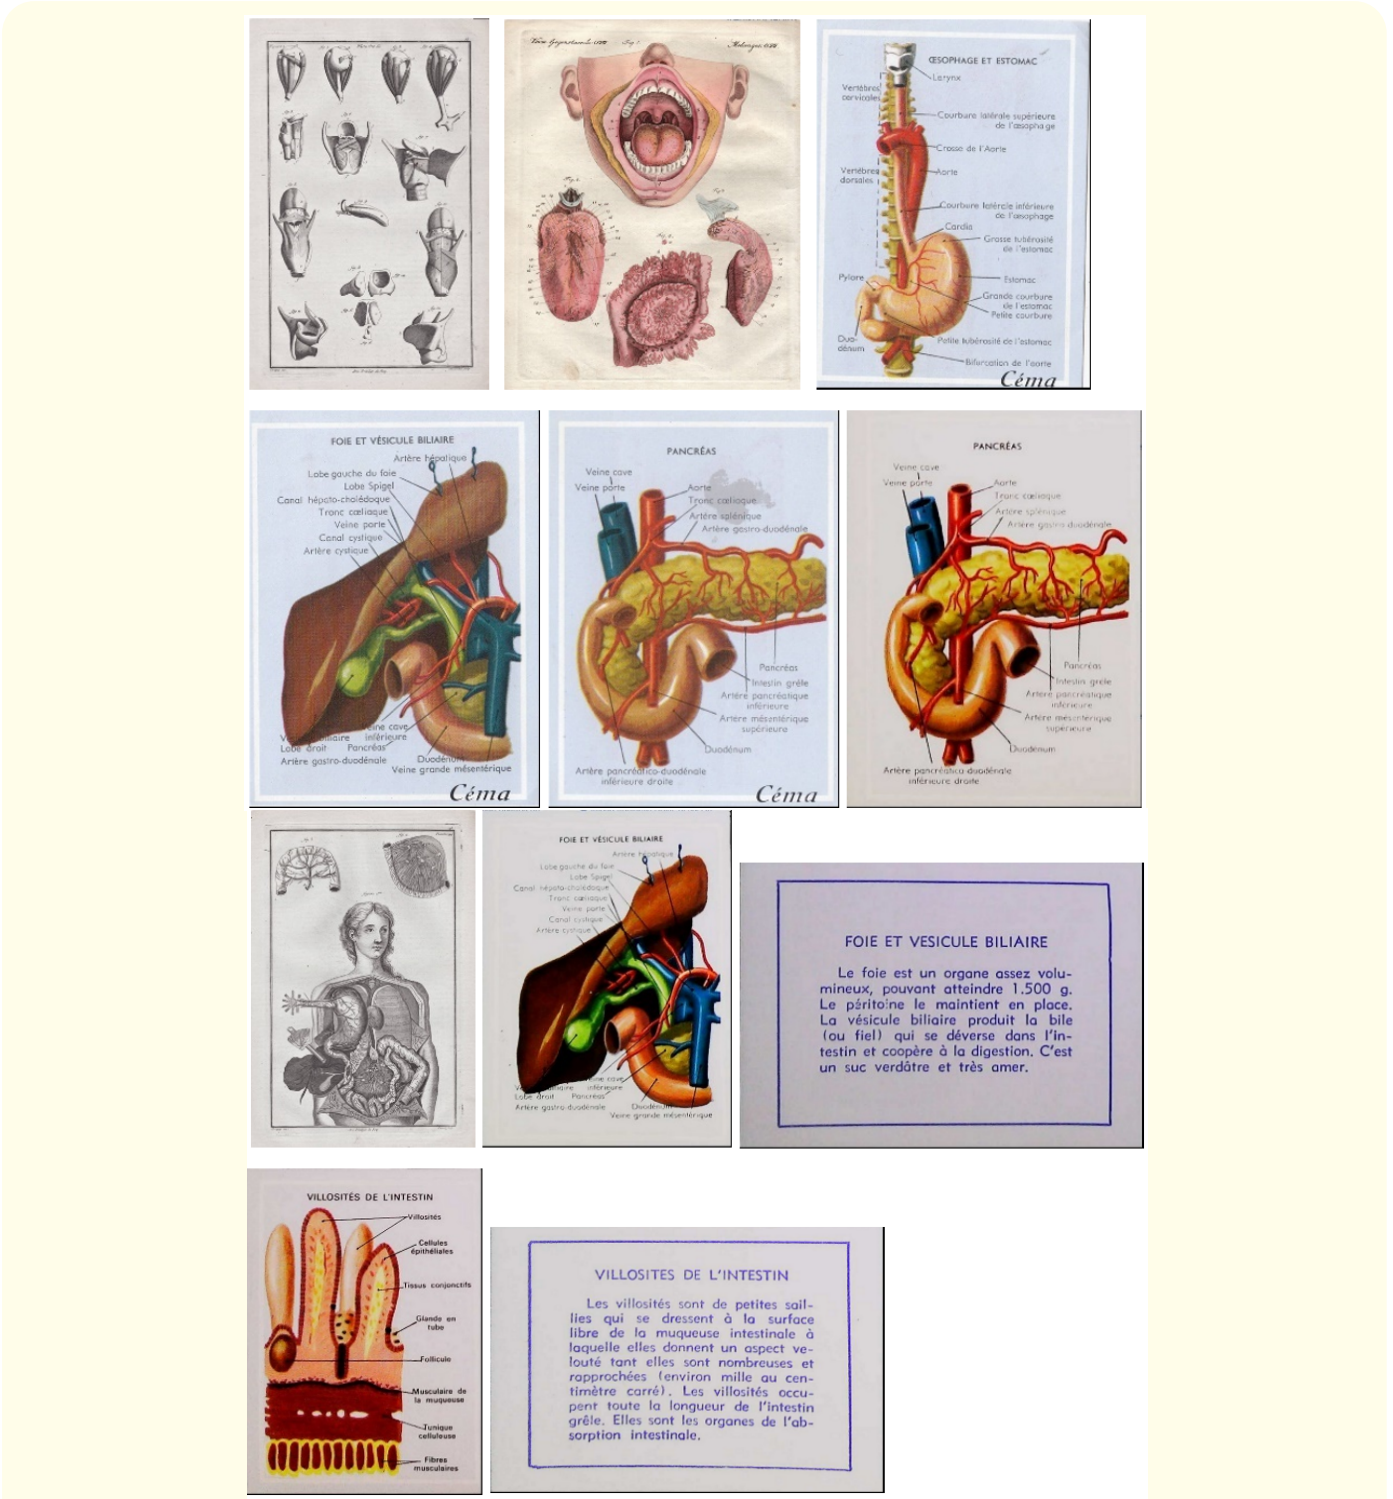 ŒSOPHAGE ET ESTOMAC
Larynx
Vertèbres
cervicales
Courbure latérale supérieure
de l'œsophage
Crosse de l'Aorte
Vertèbres
dorsales
Aorte
Courbure latérale inférieure
de l'œsophage
Cardia
Grosse tubérosité
de l'estomac
Pylore
Estomac
Grande courbure
de l'estomac
Petite courbure
Duo-
dénum
Petite tubérosité de l'estomac
Bifurcation de l'aorte
Céma
FOIE ET VÉSICULE BILIAIRE
Artère hépatique
Lobe gauche du foie
Lobe Spigel
Canal hépato-cholédoque
Tronc cœliaque
Veine porte
Canal cystique
Artère cystique
eine cave
inférieure
Lobe droit
Pancréas
Artère gastro-duodénale
Duodénum
Veine grande mésentérique
Céma
PANCRÉAS
Veine cave
Veine porte
Aorte
Tronc cœliaque
Artère splénique
Artère gastro-duodénale
Pancréas
Intestin grêle
Artère pancréatique
inférieure
Artère mésentérique
supérieure
Duodénum
Artère pancréatico-duodénale
inférieure droite
Céma
PANCRÉAS
Veine cave
Veine porte
Aorte
Tronc cœliaque
Artère splénique
Artère gastro-duodénale
Pancréas
Intestin grêle
Artère pancréatique
inférieure
Artère mésentérique
supérieure
Duodénum
Artère pancréatico duodénale
inférieure droite
FOIE ET VÉSICULE BILIAIRE
Artère hépatique
Lobe gauche du foie
Lobe Spigel
Canal hépato-cholédoque
Tronc cœliaque
Veine porte
Canal cystique
Artère cystique
eine cave
inférieure
Lobe droit
Pancréas
Artère gastro-duodénale
Duodénum
Veine grande mésentérique
FOIE ET VESICULE BILIAIRE
Le foie est un organe assez volu-
mineux, pouvant atteindre 1.500 g.
Le péritoine le maintient en place.
La vésicule biliaire produit la bile
(ou fiel) qui se déverse dans l'in-
testin et coopère à la digestion. C'est
un suc verdâtre et très amer.
VILLOSITÉS DE L'INTESTIN
Villosités
Cellules
épithéliales
Tissus conjonctifs
Glande en
tube
Follicule
Musculaire de
la muqueuse
Tunique
celluleuse
Fibres
musculaires
VILLOSITES DE L'INTESTIN
Les villosités sont de petites sail-
lies qui se dressent à la surface
libre de la muqueuse intestinale à
laquelle elles donnent un aspect ve-
louté tant elles sont nombreuses et
rapprochées (environ mille au cen-
timètre carré). Les villosités occu-
pent toute la longueur de l'intestin
grêle. Elles sont les organes de l'ab-
sorption intestinale.